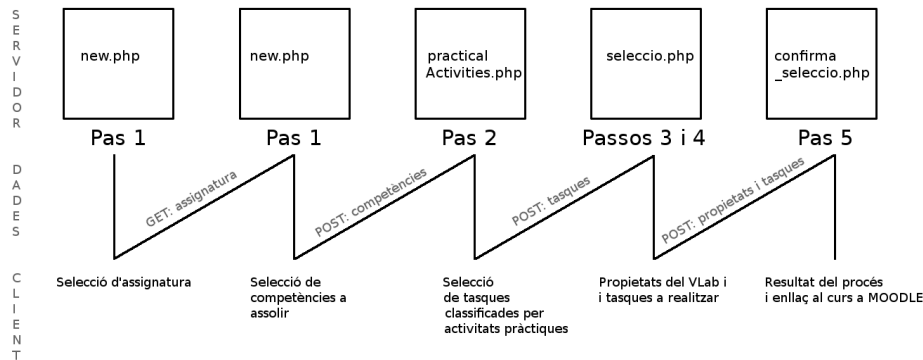 SERVIDOR
new.php
new.php
practical
Activities.php
seleccio.php
confirma
_seleccio.php
Pas 1
Pas 1
Pas 2
Passos 3 i 4
Pas 5
DADES
GET: assignatura
POST: competències
POST: tasques
POST: propietats i tasques
CLIENT
Selecció d'assignatura
Selecció de
competències a
assolir
Selecció
de tasques
classificades per
activitats pràctiques
Propietats del VLab i
i tasques a realitzar
Resultat del procés
i enllaç al curs a MOODLE